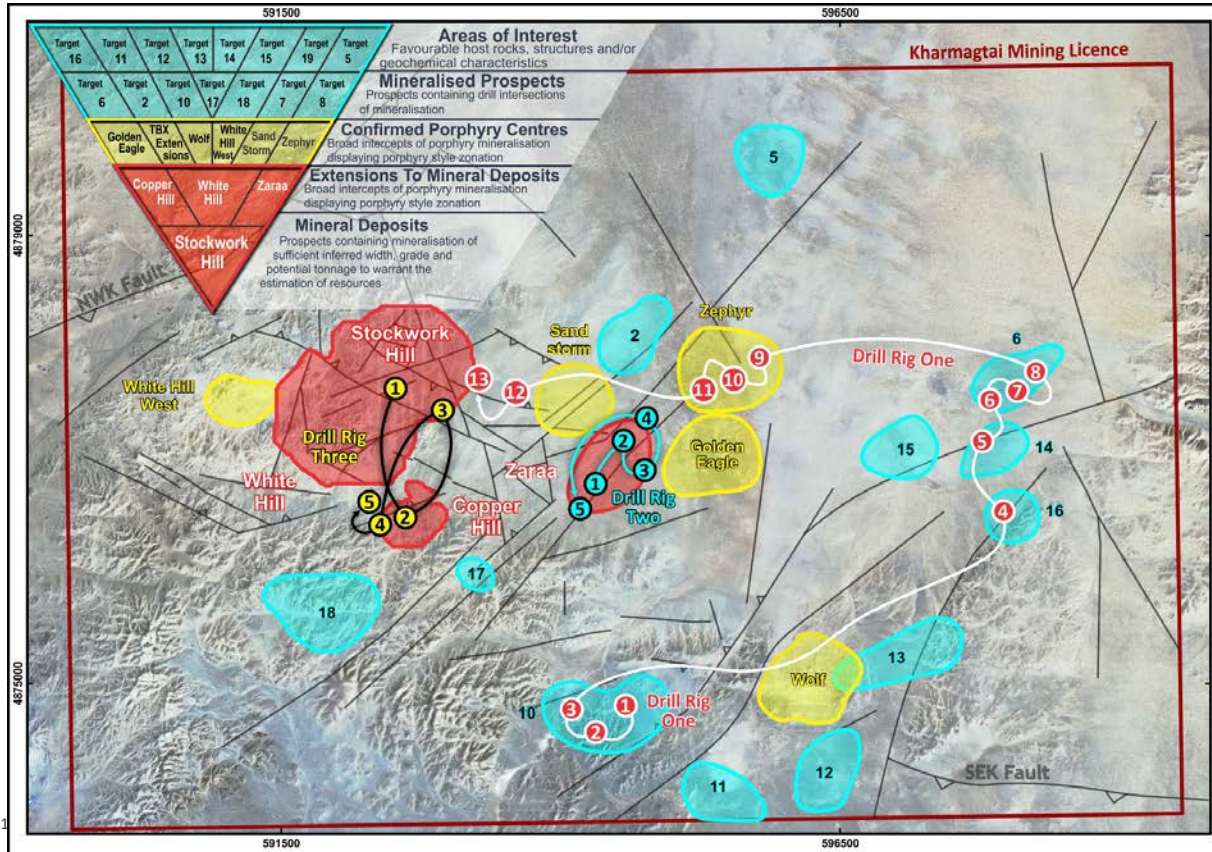 591500
596500
Kharmagtai Mining Licence
Target 16
Target 11
Target 12
Target 13
Target 14
Target 15
Target 19
Target 5
Areas of Interest
Favourable host rocks, structures and/or
geochemical characteristics
Target 6
Target 2
Target 10
Target 17
Target 18
Target 7
Target 8
Mineralised Prospects
Prospects containing drill intersections
of mineralisation
Golden Eagle
TBX Exten sions
Wolf
White Hill West
Sand Storm
Zephyr
Confirmed Porphyry Centres
Broad intercepts of porphyry mineralisation
displaying porphyry style zonation
Copper Hill
White Hill
Zaraa
Extensions To Mineral Deposits
Broad intercepts of porphyry mineralisation
displaying porphyry style zonation
Stockwork
Hill
Mineral Deposits
Prospects containing mineralisation of
sufficient inferred width, grade and
potential tonnage to warrant the
estimation of resources
4879000
NWK Fault
5
Stockwork
Hill
Sand
storm
2
Zephyr
6
Drill Rig One
9
8
7
6
10
11
12
13
White Hill
West
1
3
Drill Rig
Three
4
2
3
1
5
Drill Rig
Two
Golden
Eagle
15
5
14
White
Hill
Zaraa
Copper
Hill
5
4
2
4
16
17
18
13
Wolf
4875000
10
3
1
2
Drill Rig
One
11
12
SEK Fault
1
591500
596500